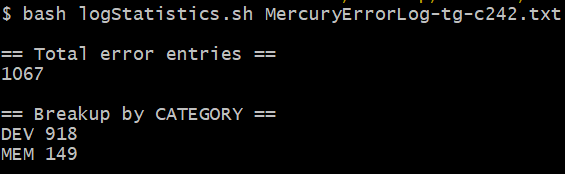 $ bash logStatistics.sh MercuryErrorLog-tg-c242.txt
== Total error entries ==
1067
== Breakup by CATEGORY ==
DEV 918
MEM 149